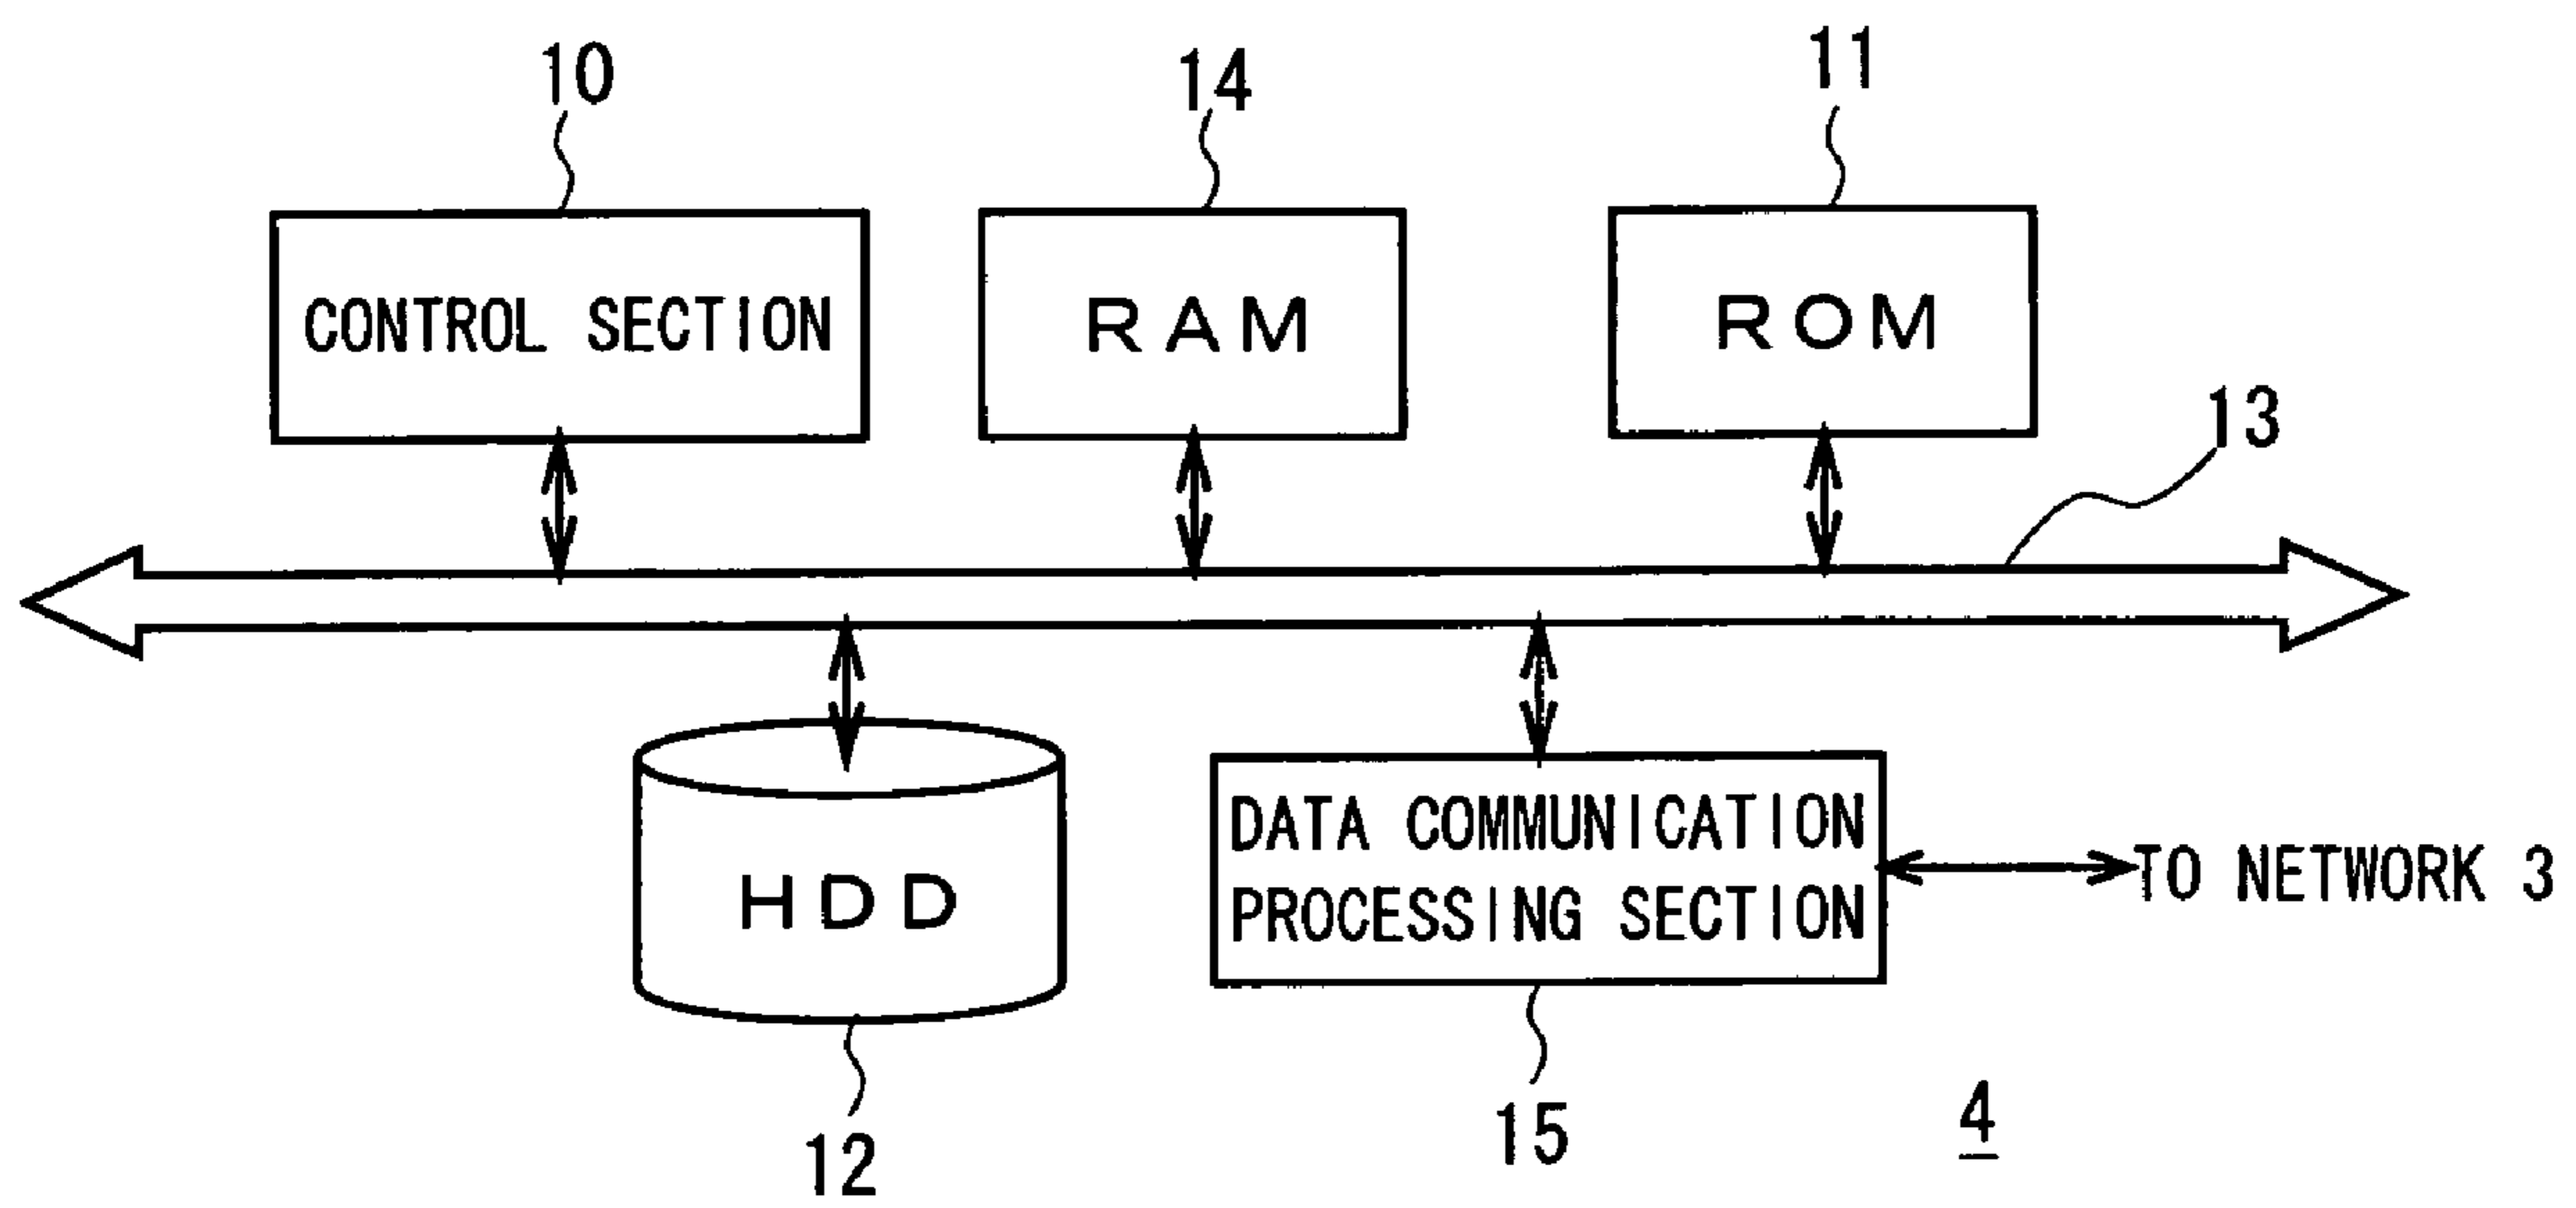 10
14
11
CONTROL SECTION
RAM
ROM
13
HDD
DATA COMMUNICATION
PROCESSING SECTION
TO NETWORK 3
12
15
4